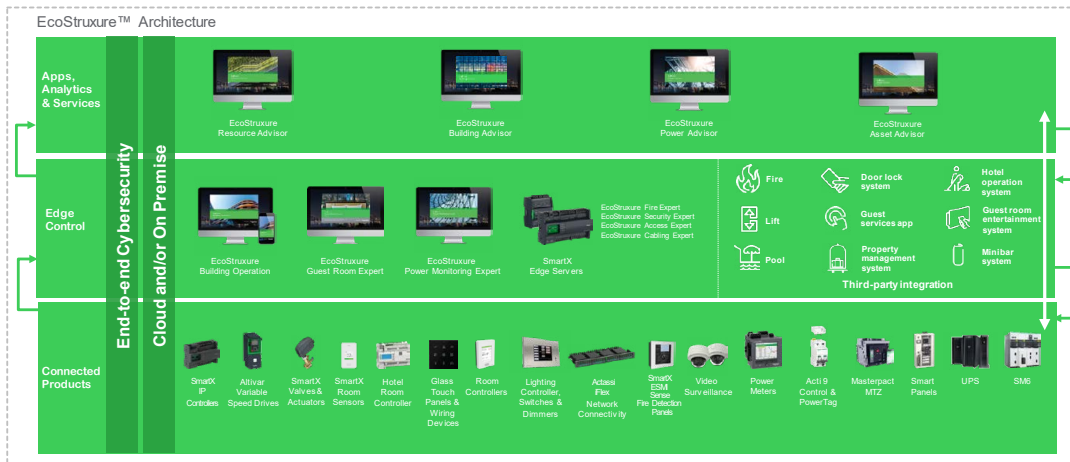 EcoStruxure™ Architecture
Apps,
Analytics
& Services
End-to-end Cybersecurity
Cloud and/or On Premise
EcoStruxure
Resource Advisor
EcoStruxure
Building Advisor
EcoStruxure
Power Advisor
EcoStruxure
Asset Advisor
Edge
Control
EcoStruxure
Building Operation
EcoStruxure
Guest Room Expert
EcoStruxure
Power Monitoring Expert
SmartX
Edge Servers
EcoStruxure Fire Expert
EcoStruxure Security Expert
EcoStruxure Access Expert
EcoStruxure Cabling Expert
Fire
Door lock
system
Hotel
operation
system
Lift
Guest
services app
Guest room
entertainment
system
Pool
Property
management
system
Minibar
system
Third-party integration
Connected
Products
SmartX
IP
Controllers
Altivar
Variable
Speed Drives
SmartX
Valves &
Actuators
SmartX
Room
Sensors
Hotel
Room
Controller
Glass
Touch
Panels &
Wiring
Devices
Room
Controllers
Lighting
Controller,
Switches &
Dimmers
Actassi
iFlex
Network
Connectivity
SmartX
ESMI
Sense
Fire Detection
Panels
Video
Surveillance
Power
Meters
Acti 9
Control &
PowerTag
Masterpact
MTZ
Smart
Panels
UPS
SM6